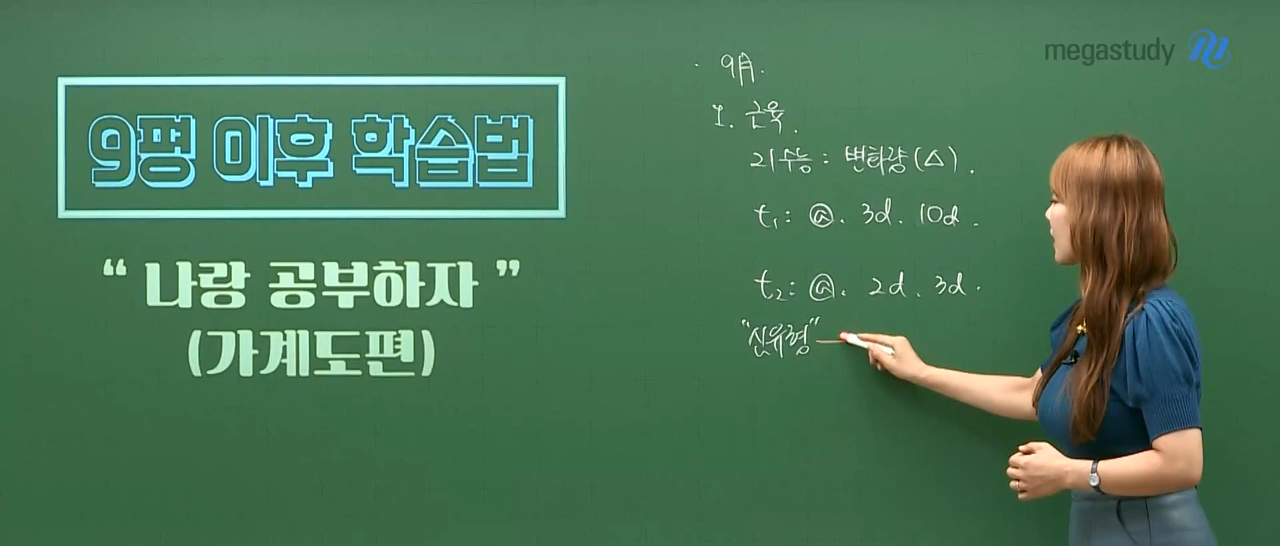 megastudy
9평 이후 학습법
“ 나랑 공부하자 ”
(가계도편)
· 9月.
I. 근육.
21수능 : 변화량(△).
t₁ : ⓐ. 3d. 10d.
t₂ : ⓐ. 2d. 3d.
"신유형"